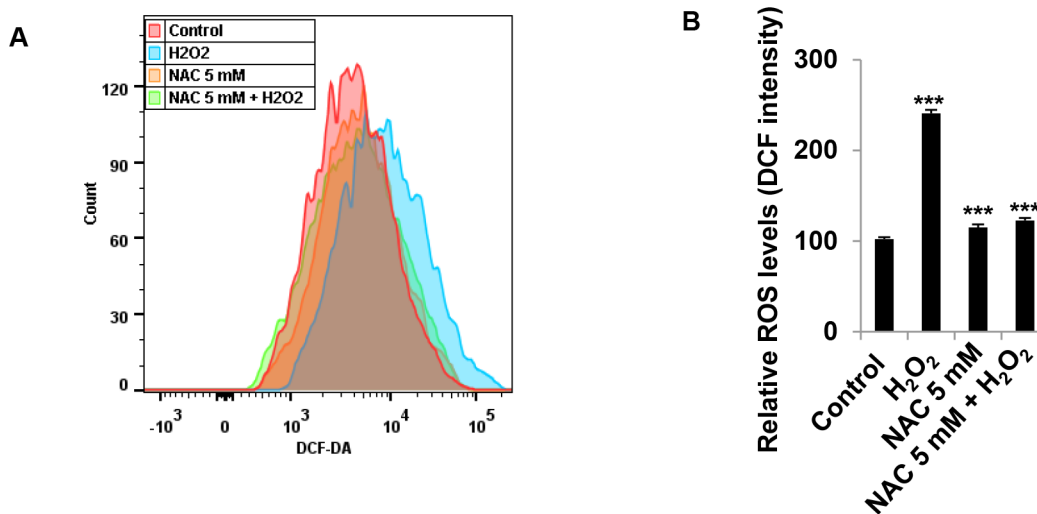 A
Control
H2O2
NAC 5 mM
NAC 5 mM + H2O2
120
90
60
30
0
Count
-10³
0
10³
10⁴
10⁵
DCF-DA
B
Relative ROS levels (DCF intensity)
300
200
100
0
***
***
***
Control
H₂O₂
NAC 5 mM
NAC 5 mM + H₂O₂